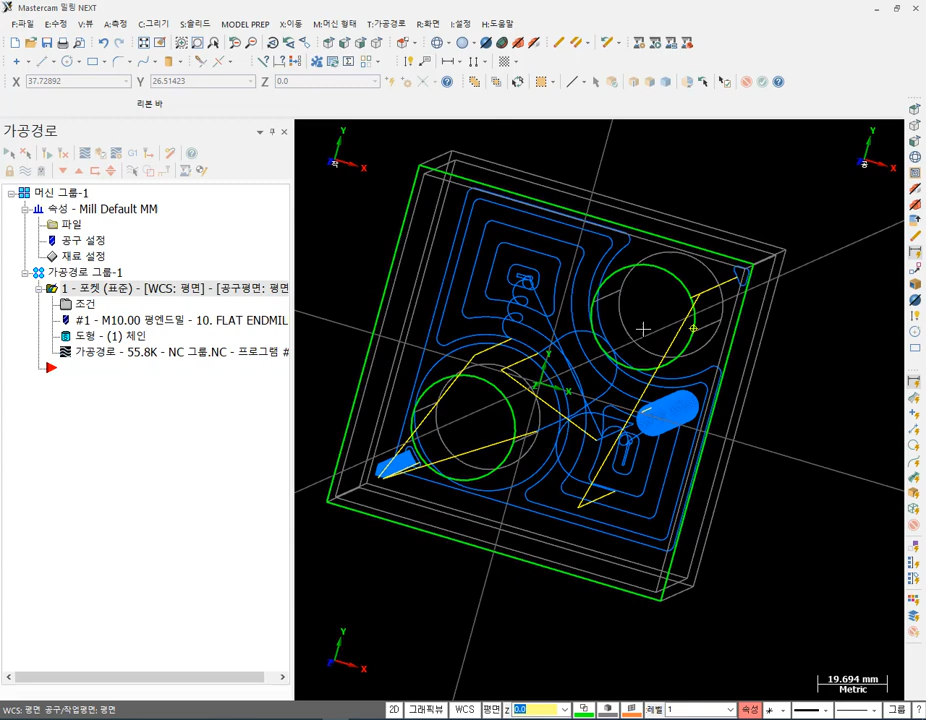 Mastercam 밀링 NEXT
F:파일 E:수정 V:뷰 A:측정 C:그리기 S:솔리드 MODEL PREP X:이동 M:머신 형태 T:가공경로 R:화면 I:설정 H:도움말
X 37.72892 Y 26.51423 Z 0.0
리본 바
가공경로
G1
머신 그룹-1
속성 - Mill Default MM
파일
공구 설정
재료 설정
가공경로 그룹-1
1 - 포켓 (표준) - [WCS: 평면] - [공구평면: 평면
조건
#1 - M10.00 평엔드밀 - 10. FLAT ENDMIL
도형 - (1) 체인
가공경로 - 55.8K - NC 그룹.NC - 프로그램 #
Y
X
Y
X
Y
X
Z
Y
X
19.694 mm
Metric
WCS: 평면 공구/작업평면: 평면
2D 그래픽뷰 WCS 평면 Z 0.0 레벨 1 속성 그룹 ?